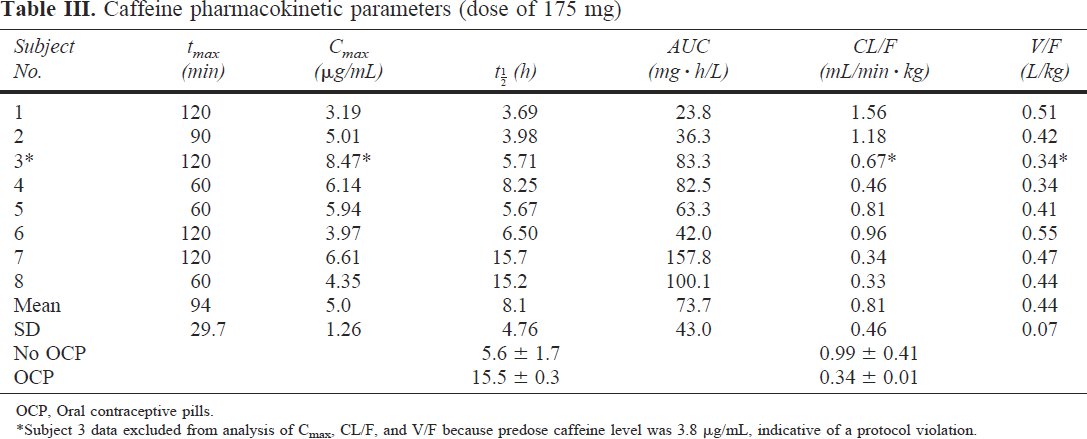 Table III. Caffeine pharmacokinetic parameters (dose of 175 mg)
Subject No. tmax (min) Cmax (μg/mL) t½ (h) AUC (mg · h/L) CL/F (mL/min · kg) V/F (L/kg)
1 120 3.19 3.69 23.8 1.56 0.51
2 90 5.01 3.98 36.3 1.18 0.42
3* 120 8.47* 5.71 83.3 0.67* 0.34*
4 60 6.14 8.25 82.5 0.46 0.34
5 60 5.94 5.67 63.3 0.81 0.41
6 120 3.97 6.50 42.0 0.96 0.55
7 120 6.61 15.7 157.8 0.34 0.47
8 60 4.35 15.2 100.1 0.33 0.44
Mean 94 5.0 8.1 73.7 0.81 0.44
SD 29.7 1.26 4.76 43.0 0.46 0.07
No OCP 5.6 ± 1.7 0.99 ± 0.41
OCP 15.5 ± 0.3 0.34 ± 0.01
OCP, Oral contraceptive pills.
*Subject 3 data excluded from analysis of Cmax, CL/F, and V/F because predose caffeine level was 3.8 μg/mL, indicative of a protocol violation.